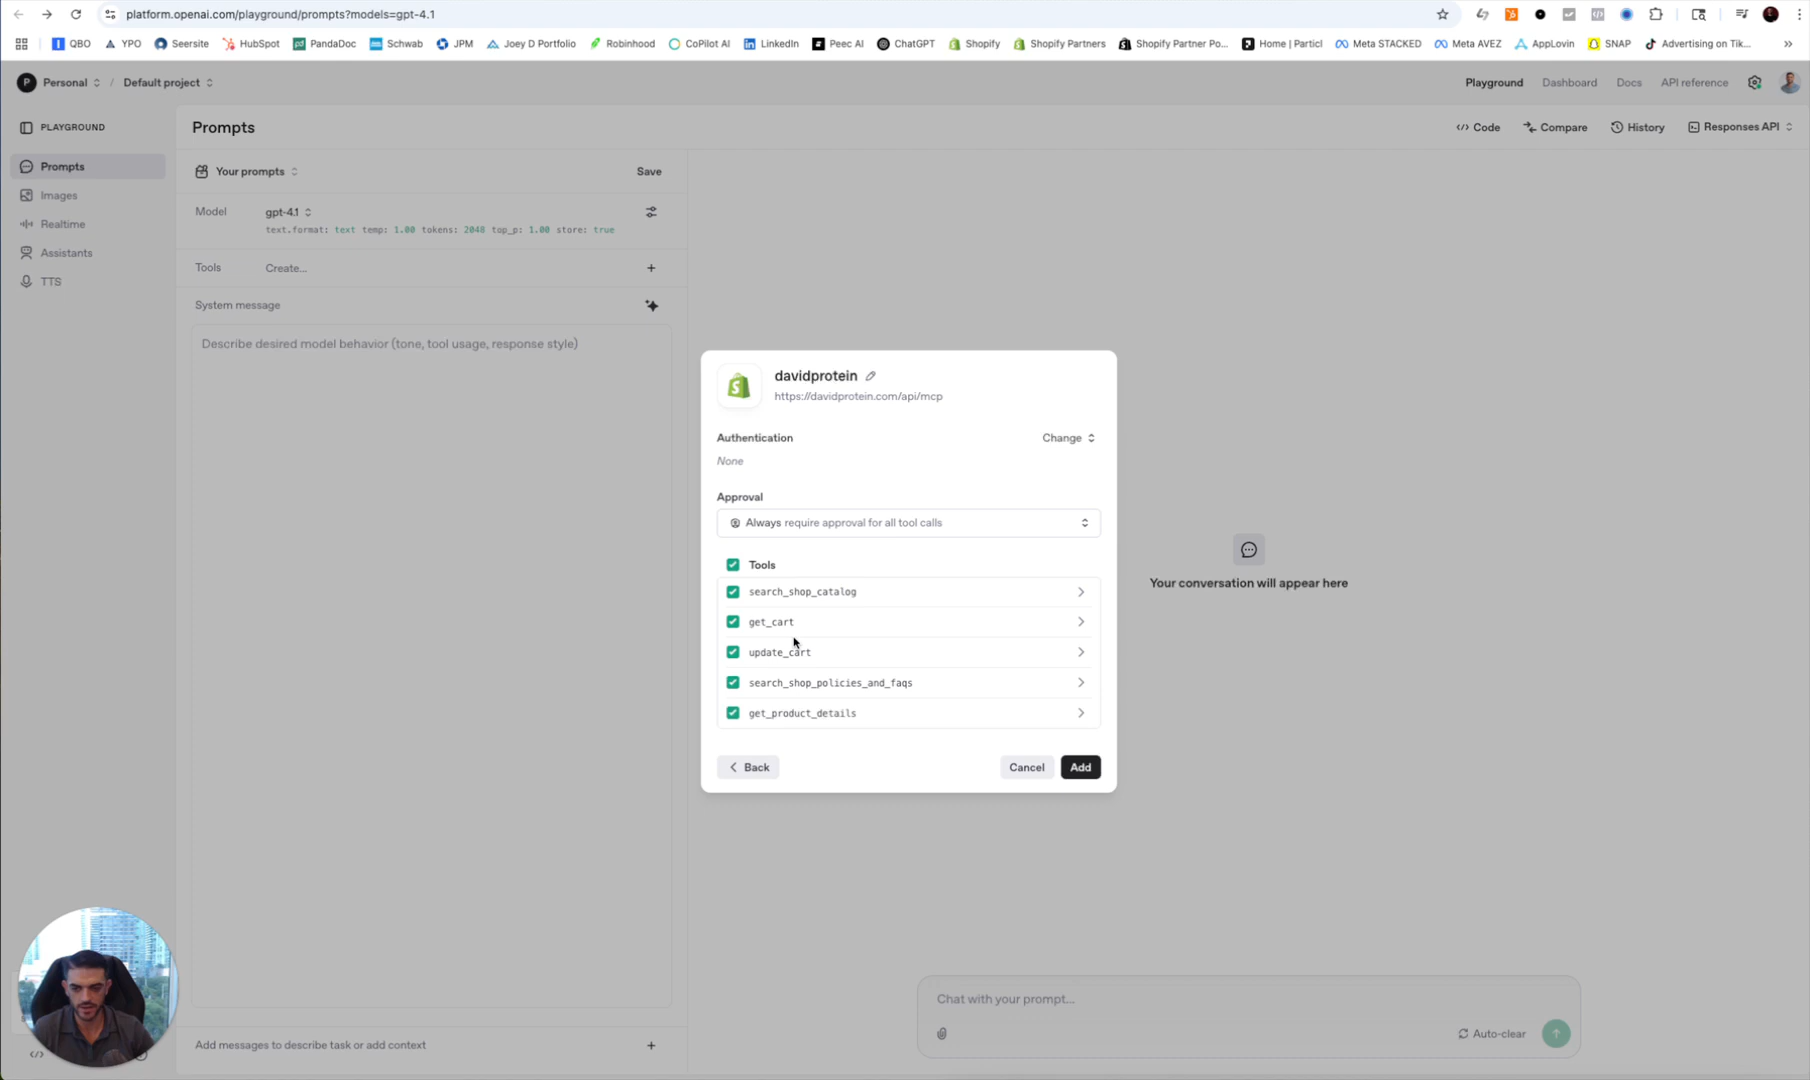 platform.openai.com/playground/prompts?models=gpt-4.1
QBO YPO Seersite HubSpot PandaDoc Schwab JPM Joey D Portfolio Robinhood CoPilot AI LinkedIn Peec AI ChatGPT Shopify Shopify Partners Shopify Partner Po... Home | Particl Meta STACKED Meta AVEZ AppLovin SNAP Advertising on Tik... »
P Personal / Default project
Playground Dashboard Docs API reference
PLAYGROUND
Prompts
Images
Realtime
Assistants
TTS
Prompts
Code Compare History Responses API
Your prompts Save
Model gpt-4.1
text.format: text temp: 1.00 tokens: 2048 top_p: 1.00 store: true
Tools Create... +
System message
Describe desired model behavior (tone, tool usage, response style)
Add messages to describe task or add context +
davidprotein
https://davidprotein.com/api/mcp
Authentication Change
None
Approval
Always require approval for all tool calls
Tools
search_shop_catalog
get_cart
update_cart
search_shop_policies_and_faqs
get_product_details
Back Cancel Add
Your conversation will appear here
Chat with your prompt...
Auto-clear